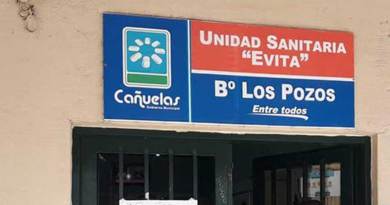 UNIDAD SANITARIA
"EVITA"
Bº LOS POZOS
Entre todos
Cañuelas
Gobierno Municipal